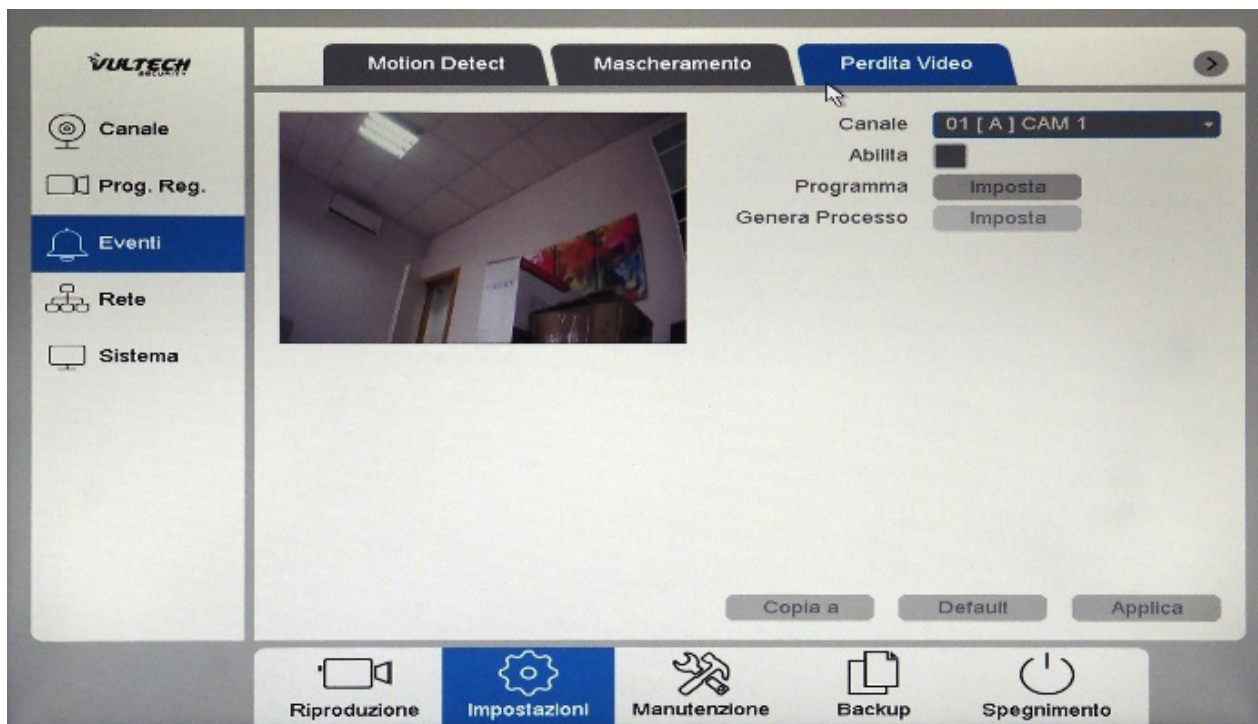 VULTECH
SECURITY
Canale
Prog. Reg.
Eventi
Rete
Sistema
Motion Detect
Mascheramento
Perdita Video
>
Canale
01 [ A ] CAM 1
Abilita
Programma
Imposta
Genera Processo
Imposta
Copia a
Default
Applica
Riproduzione
Impostazioni
Manutenzione
Backup
Spegnimento